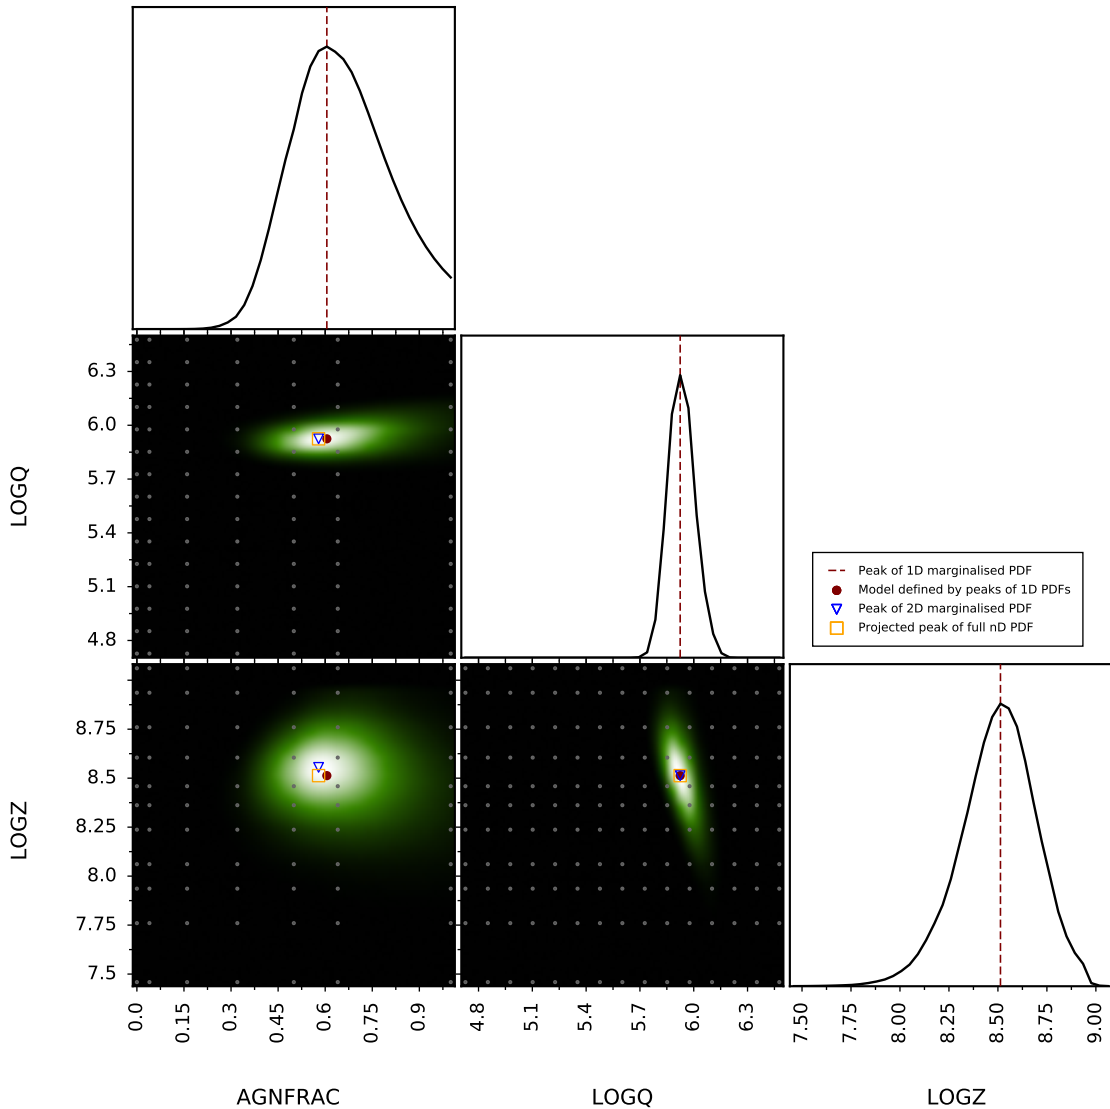 6.3
6.0
5.7
5.4
5.1
4.8
LOGQ
Peak of 1D marginalised PDF
Model defined by peaks of 1D PDFs
Peak of 2D marginalised PDF
Projected peak of full nD PDF
8.75
8.5
8.25
8.0
7.75
7.5
LOGZ
0.0 0.15 0.3 0.45 0.6 0.75 0.9
4.8 5.1 5.4 5.7 6.0 6.3
7.50 7.75 8.00 8.25 8.50 8.75 9.00
AGNFRAC LOGQ LOGZ